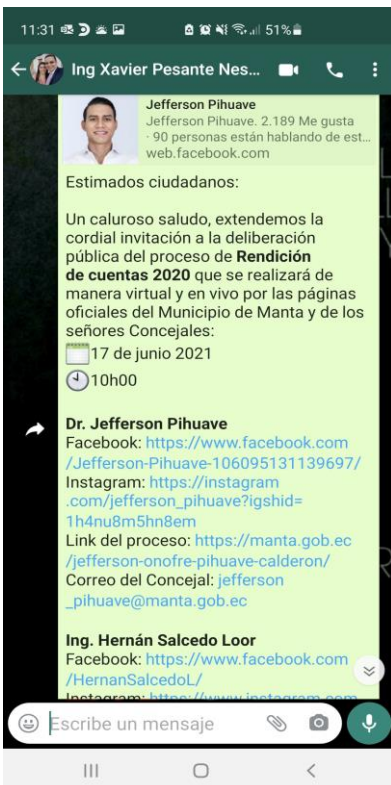 11:31 51%
Ing Xavier Pesante Nes...
Jefferson Pihuave
Jefferson Pihuave. 2.189 Me gusta
· 90 personas están hablando de est...
web.facebook.com
Estimados ciudadanos:
Un caluroso saludo, extendemos la
cordial invitación a la deliberación
pública del proceso de Rendición
de cuentas 2020 que se realizará de
manera virtual y en vivo por las páginas
oficiales del Municipio de Manta y de los
señores Concejales:
17 de junio 2021
10h00
Dr. Jefferson Pihuave
Facebook: https://www.facebook.com
/Jefferson-Pihuave-106095131139697/
Instagram: https://instagram
.com/jefferson_pihuave?igshid=
1h4nu8m5hn8em
Link del proceso: https://manta.gob.ec
/jefferson-onofre-pihuave-calderon/
Correo del Concejal: jefferson
_pihuave@manta.gob.ec
Ing. Hernán Salcedo Loor
Facebook: https://www.facebook.com
/HernanSalcedoL/
Instagram: https://www.instagram.com
Escribe un mensaje